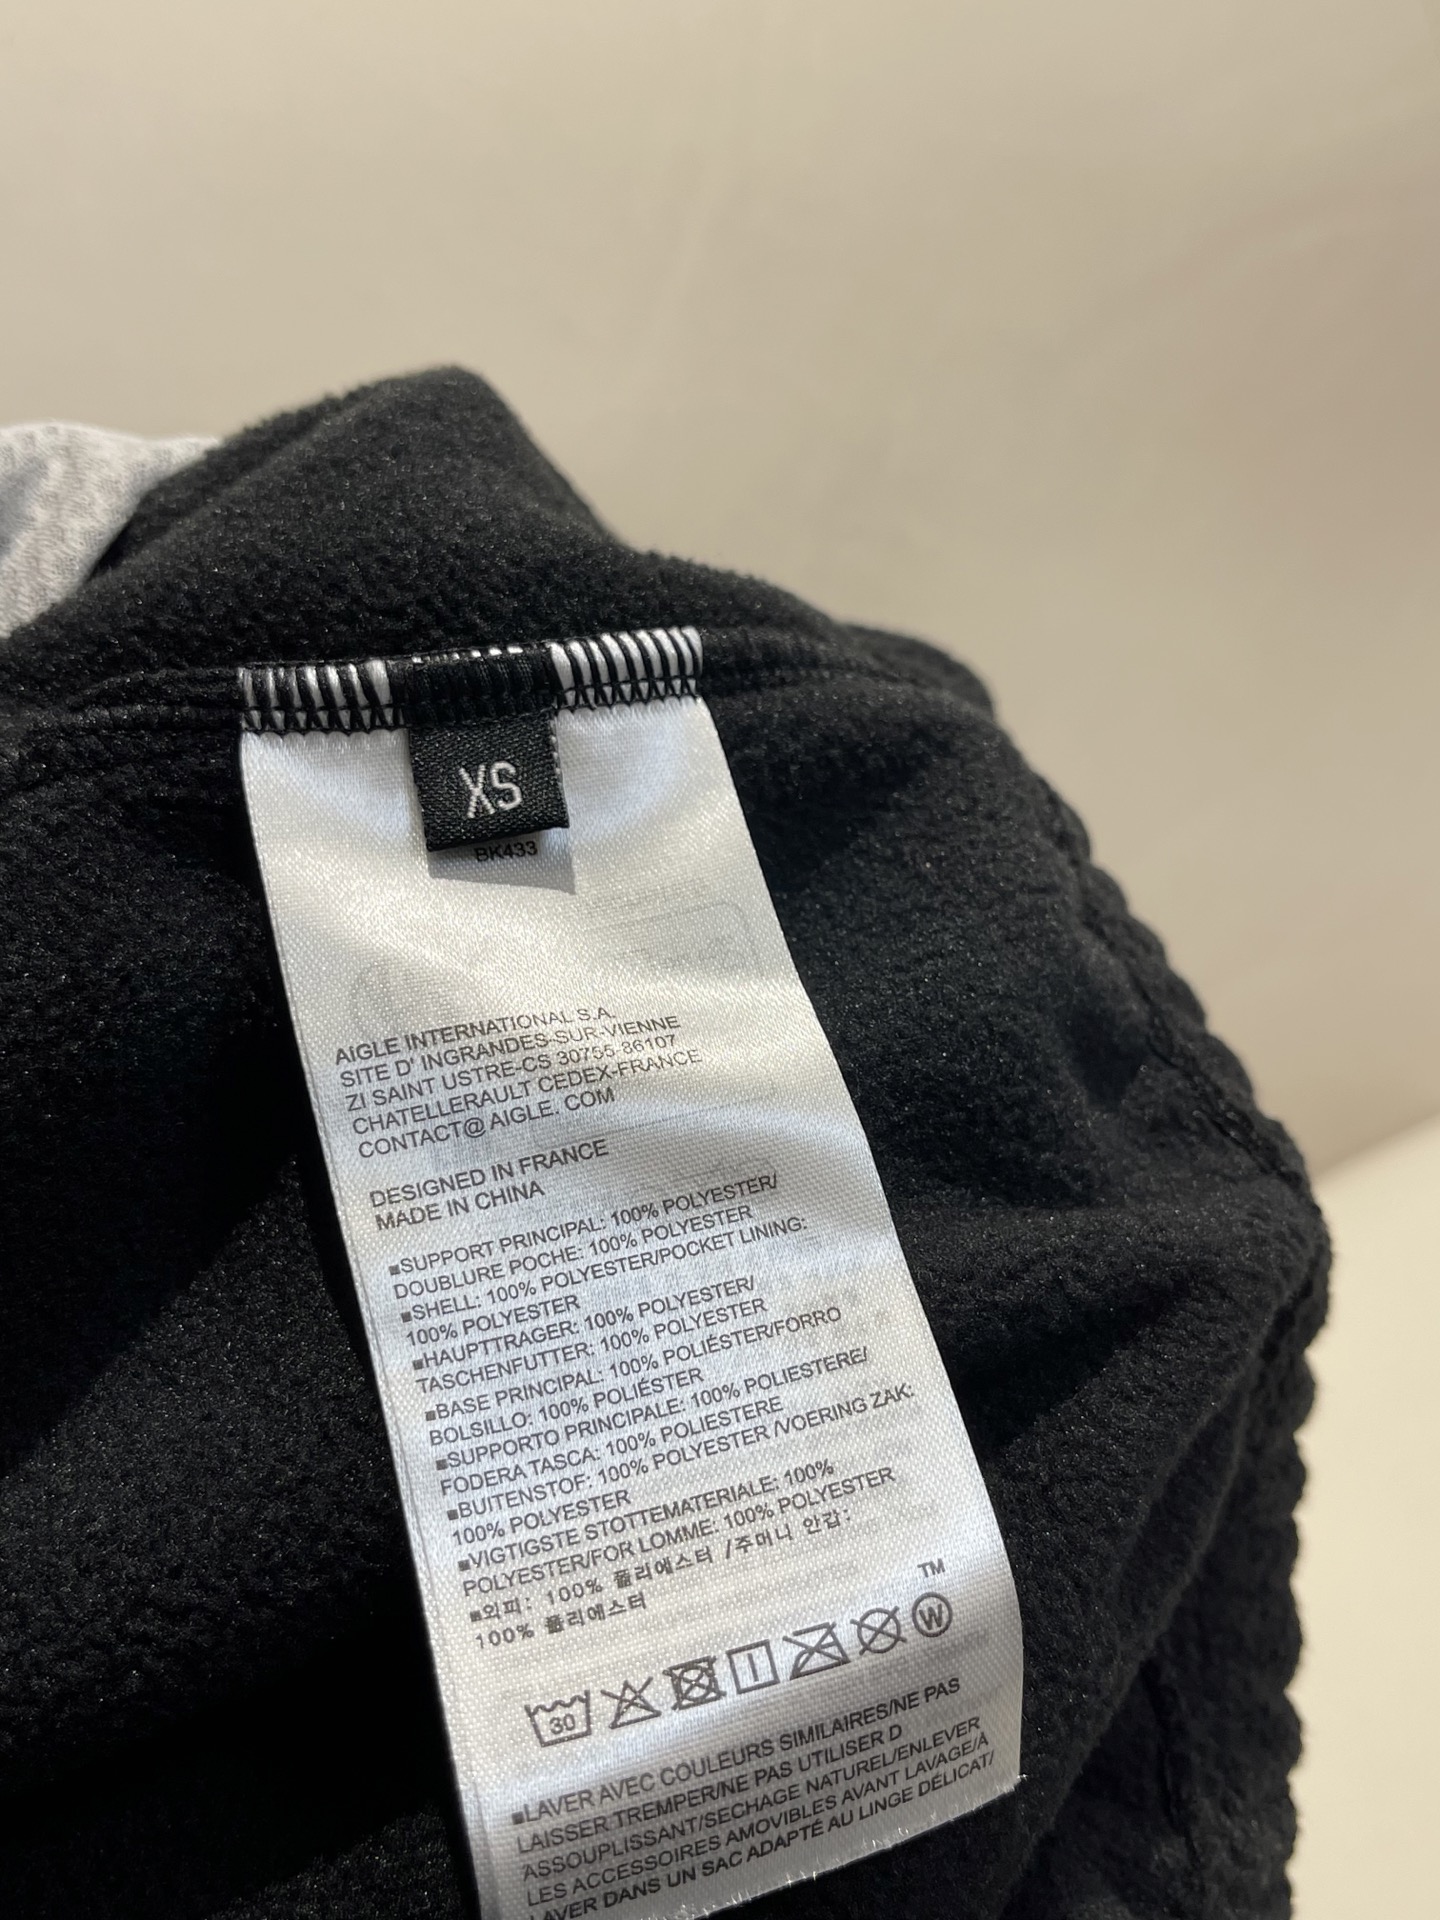 XS
BK433
AIGLE INTERNATIONAL S.A.
SITE D' INGRANDES-SUR-VIENNE
ZI SAINT USTRE-CS 30755-86107
CHATELLERAULT CEDEX-FRANCE
CONTACT@ AIGLE. COM
DESIGNED IN FRANCE
MADE IN CHINA
■SUPPORT PRINCIPAL: 100% POLYESTER/
DOUBLURE POCHE: 100% POLYESTER
■SHELL: 100% POLYESTER/POCKET LINING:
100% POLYESTER
■HAUPTTRAGER: 100% POLYESTER/
TASCHENFUTTER: 100% POLYESTER
■BASE PRINCIPAL: 100% POLIÉSTER/FORRO
BOLSILLO: 100% POLIÉSTER
■SUPPORTO PRINCIPALE: 100% POLIESTERE/
FODERA TASCA: 100% POLIESTERE
■BUITENSTOF: 100% POLYESTER /VOERING ZAK:
100% POLYESTER
■VIGTIGSTE STOTTEMATERIALE: 100%
POLYESTER/FOR LOMME: 100% POLYESTER
■외피: 100% 폴리에스터 /주머니 안감:
100% 폴리에스터
30 W TM
■LAVER AVEC COULEURS SIMILAIRES/NE PAS
LAISSER TREMPER/NE PAS UTILISER D
ASSOUPLISSANT/SECHAGE NATUREL/ENLEVER
LES ACCESSOIRES AMOVIBLES AVANT LAVAGE/À
LAVER DANS UN SAC ADAPTÉ AU LINGE DÉLICAT/